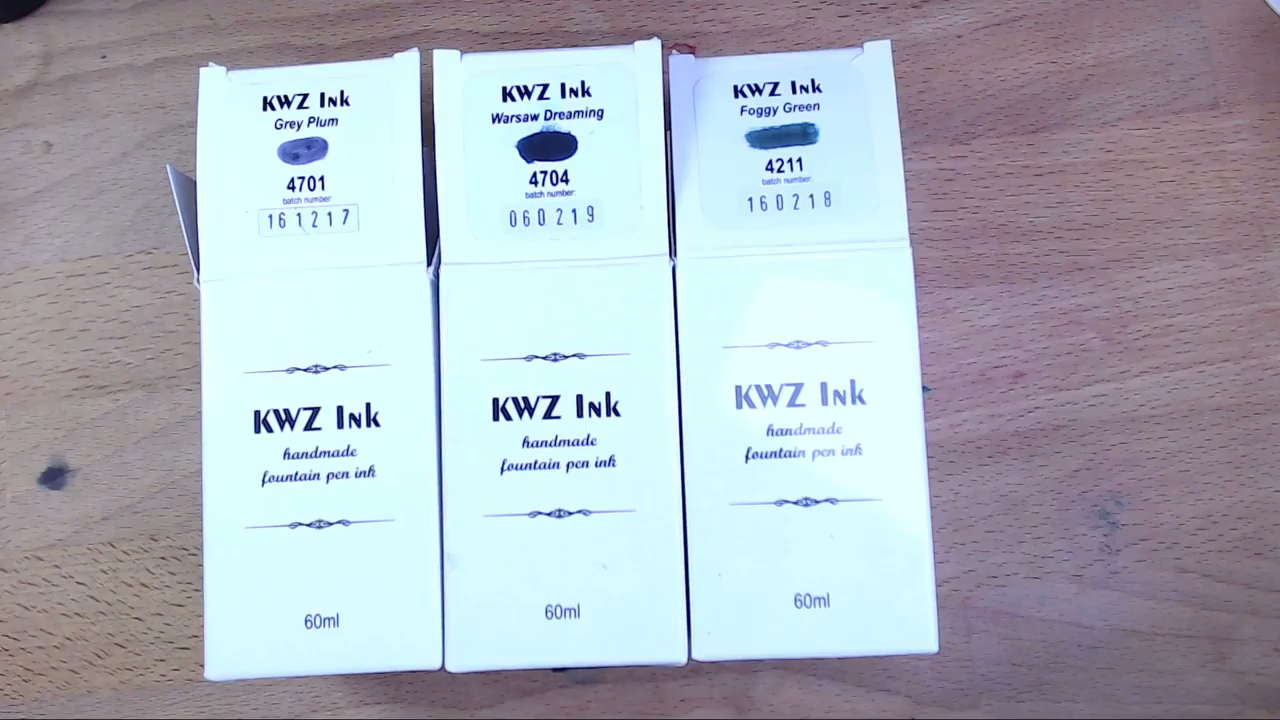 KWZ Ink
Grey Plum
4701
batch number:
161217
KWZ Ink
handmade
fountain pen ink
60ml
KWZ Ink
Warsaw Dreaming
4704
batch number:
060219
KWZ Ink
handmade
fountain pen ink
60ml
KWZ Ink
Foggy Green
4211
batch number:
160218
KWZ Ink
handmade
fountain pen ink
60ml